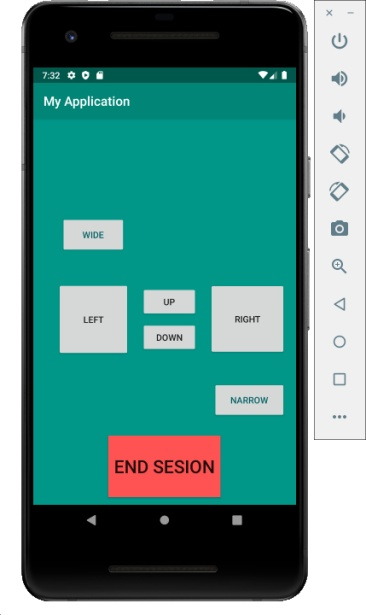 7:32
My Application
WIDE
LEFT
UP
RIGHT
DOWN
NARROW
END SESION